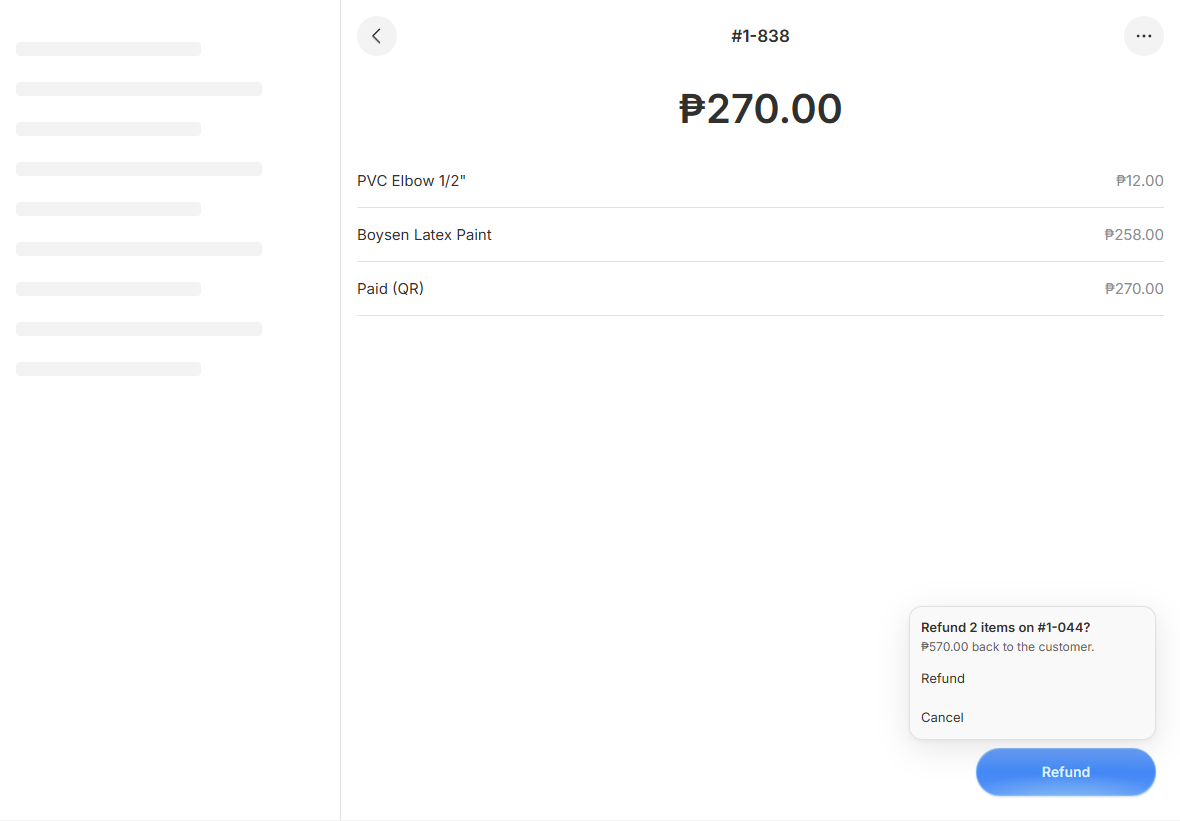 #1-838
₱270.00
PVC Elbow 1/2" ₱12.00
Boysen Latex Paint ₱258.00
Paid (QR) ₱270.00
Refund 2 items on #1-044?
₱570.00 back to the customer.
Refund
Cancel
Refund